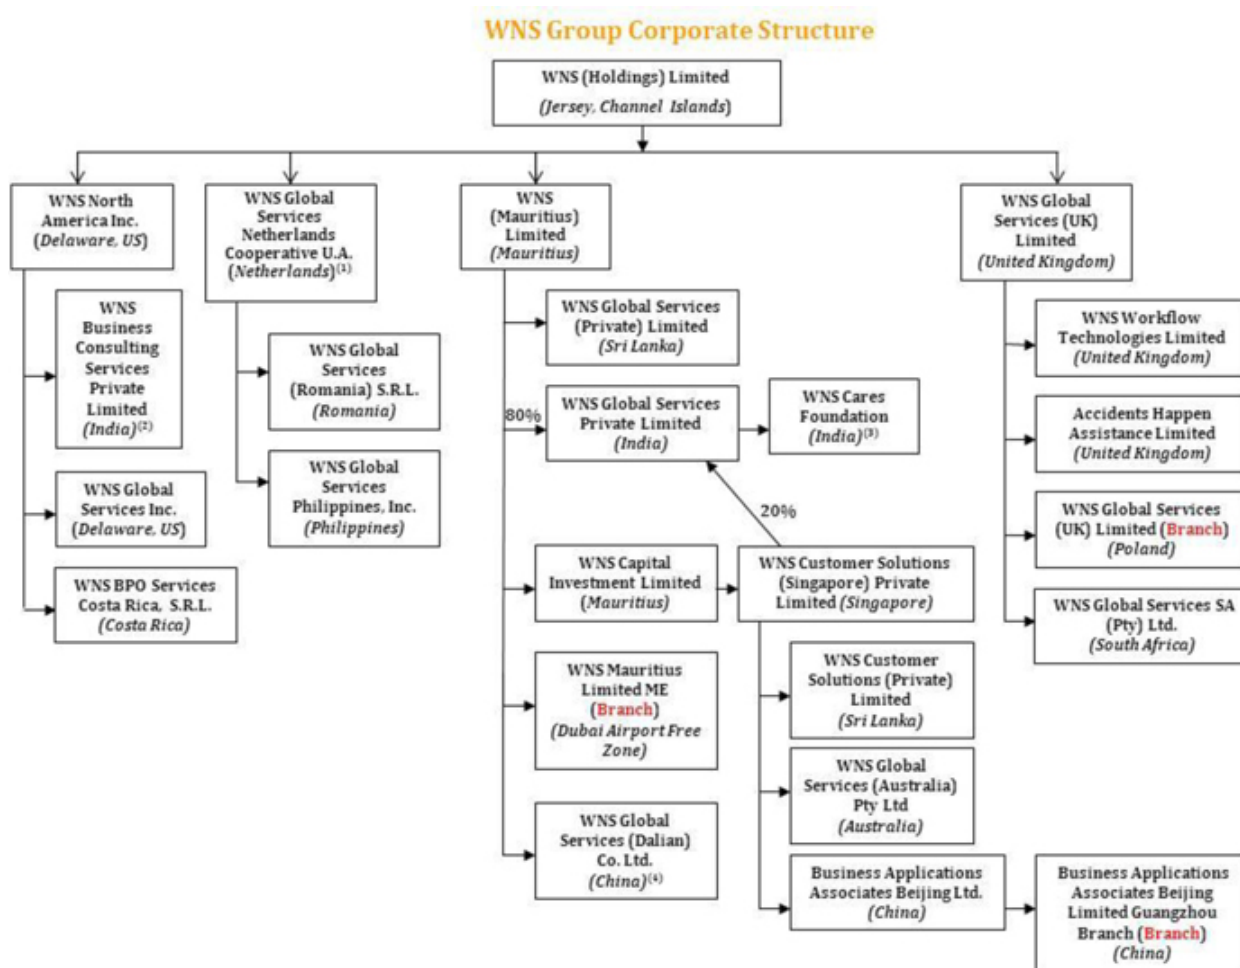 WNS Group Corporate Structure
WNS (Holdings) Limited
(Jersey, Channel Islands)
WNS North
America Inc.
(Delaware, US)
WNS
Business
Consulting
Services
Private
Limited
(India)(2)
WNS Global
Services Inc.
(Delaware, US)
WNS BPO Services
Costa Rica, S.R.L.
(Costa Rica)
WNS Global
Services
Netherlands
Cooperative U.A.
(Netherlands)(1)
WNS Global
Services
(Romania) S.R.L.
(Romania)
WNS Global
Services
Philippines, Inc.
(Philippines)
WNS
(Mauritius)
Limited
(Mauritius)
WNS Global Services
(Private) Limited
(Sri Lanka)
80%
WNS Global Services
Private Limited
(India)
WNS Cares
Foundation
(India)(3)
20%
WNS Capital
Investment Limited
(Mauritius)
WNS Customer Solutions
(Singapore) Private
Limited (Singapore)
WNS Mauritius
Limited ME
(Branch)
(Dubai Airport Free
Zone)
WNS Global
Services (Dalian)
Co. Ltd.
(China)(4)
WNS Customer
Solutions (Private)
Limited
(Sri Lanka)
WNS Global
Services (Australia)
Pty Ltd
(Australia)
Business Applications
Associates Beijing Ltd.
(China)
Business Applications
Associates Beijing
Limited Guangzhou
Branch (Branch)
(China)
WNS Global
Services (UK)
Limited
(United Kingdom)
WNS Workflow
Technologies Limited
(United Kingdom)
Accidents Happen
Assistance Limited
(United Kingdom)
WNS Global Services
(UK) Limited (Branch)
(Poland)
WNS Global Services SA
(Pty) Ltd.
(South Africa)